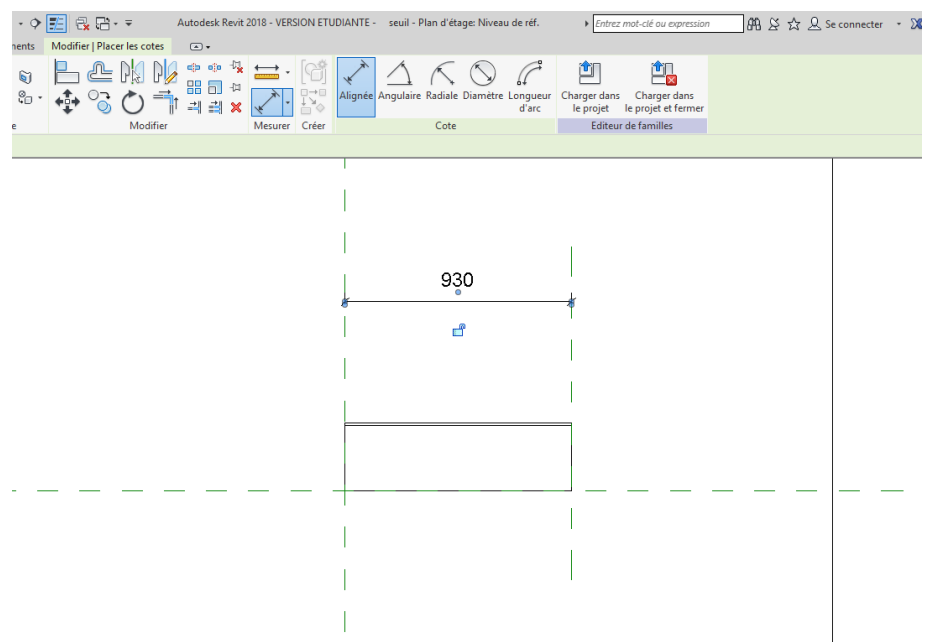 Autodesk Revit 2018 - VERSION ETUDIANTE - seuil - Plan d'étage: Niveau de réf.
Entrez mot-clé ou expression
Se connecter
nents Modifier | Placer les cotes
Alignée Angulaire Radiale Diamètre Longueur d'arc
Charger dans le projet
Charger dans le projet et fermer
e Modifier Mesurer Créer Cote Editeur de familles
930